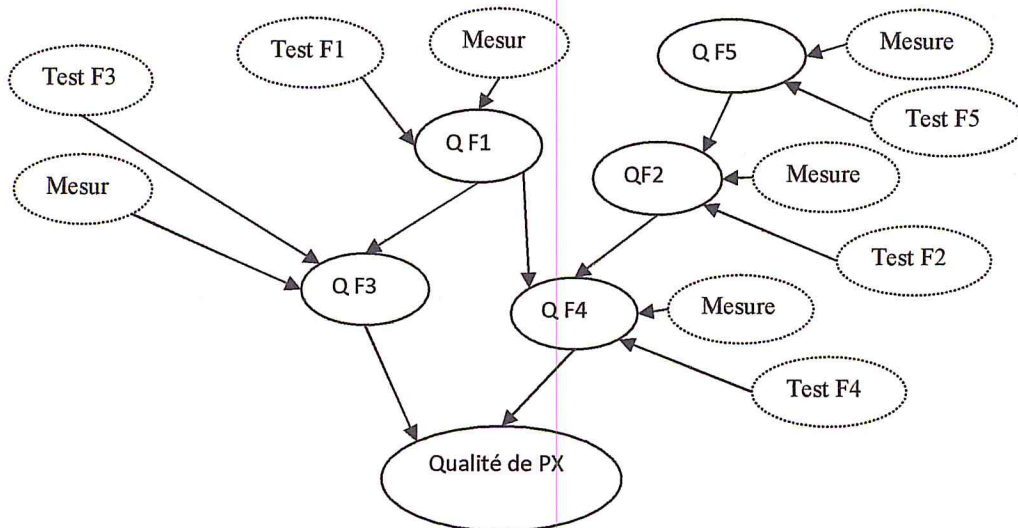 Test F3
Test F1
Mesur
Q F5
Mesure
Test F5
Q F1
Mesur
QF2
Mesure
Test F2
Q F3
Q F4
Mesure
Test F4
Qualité de PX